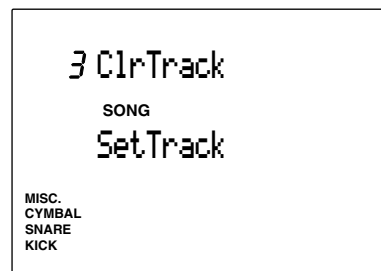 3 ClrTrack
SONG
SetTrack
MISC.
CYMBAL
SNARE
KICK